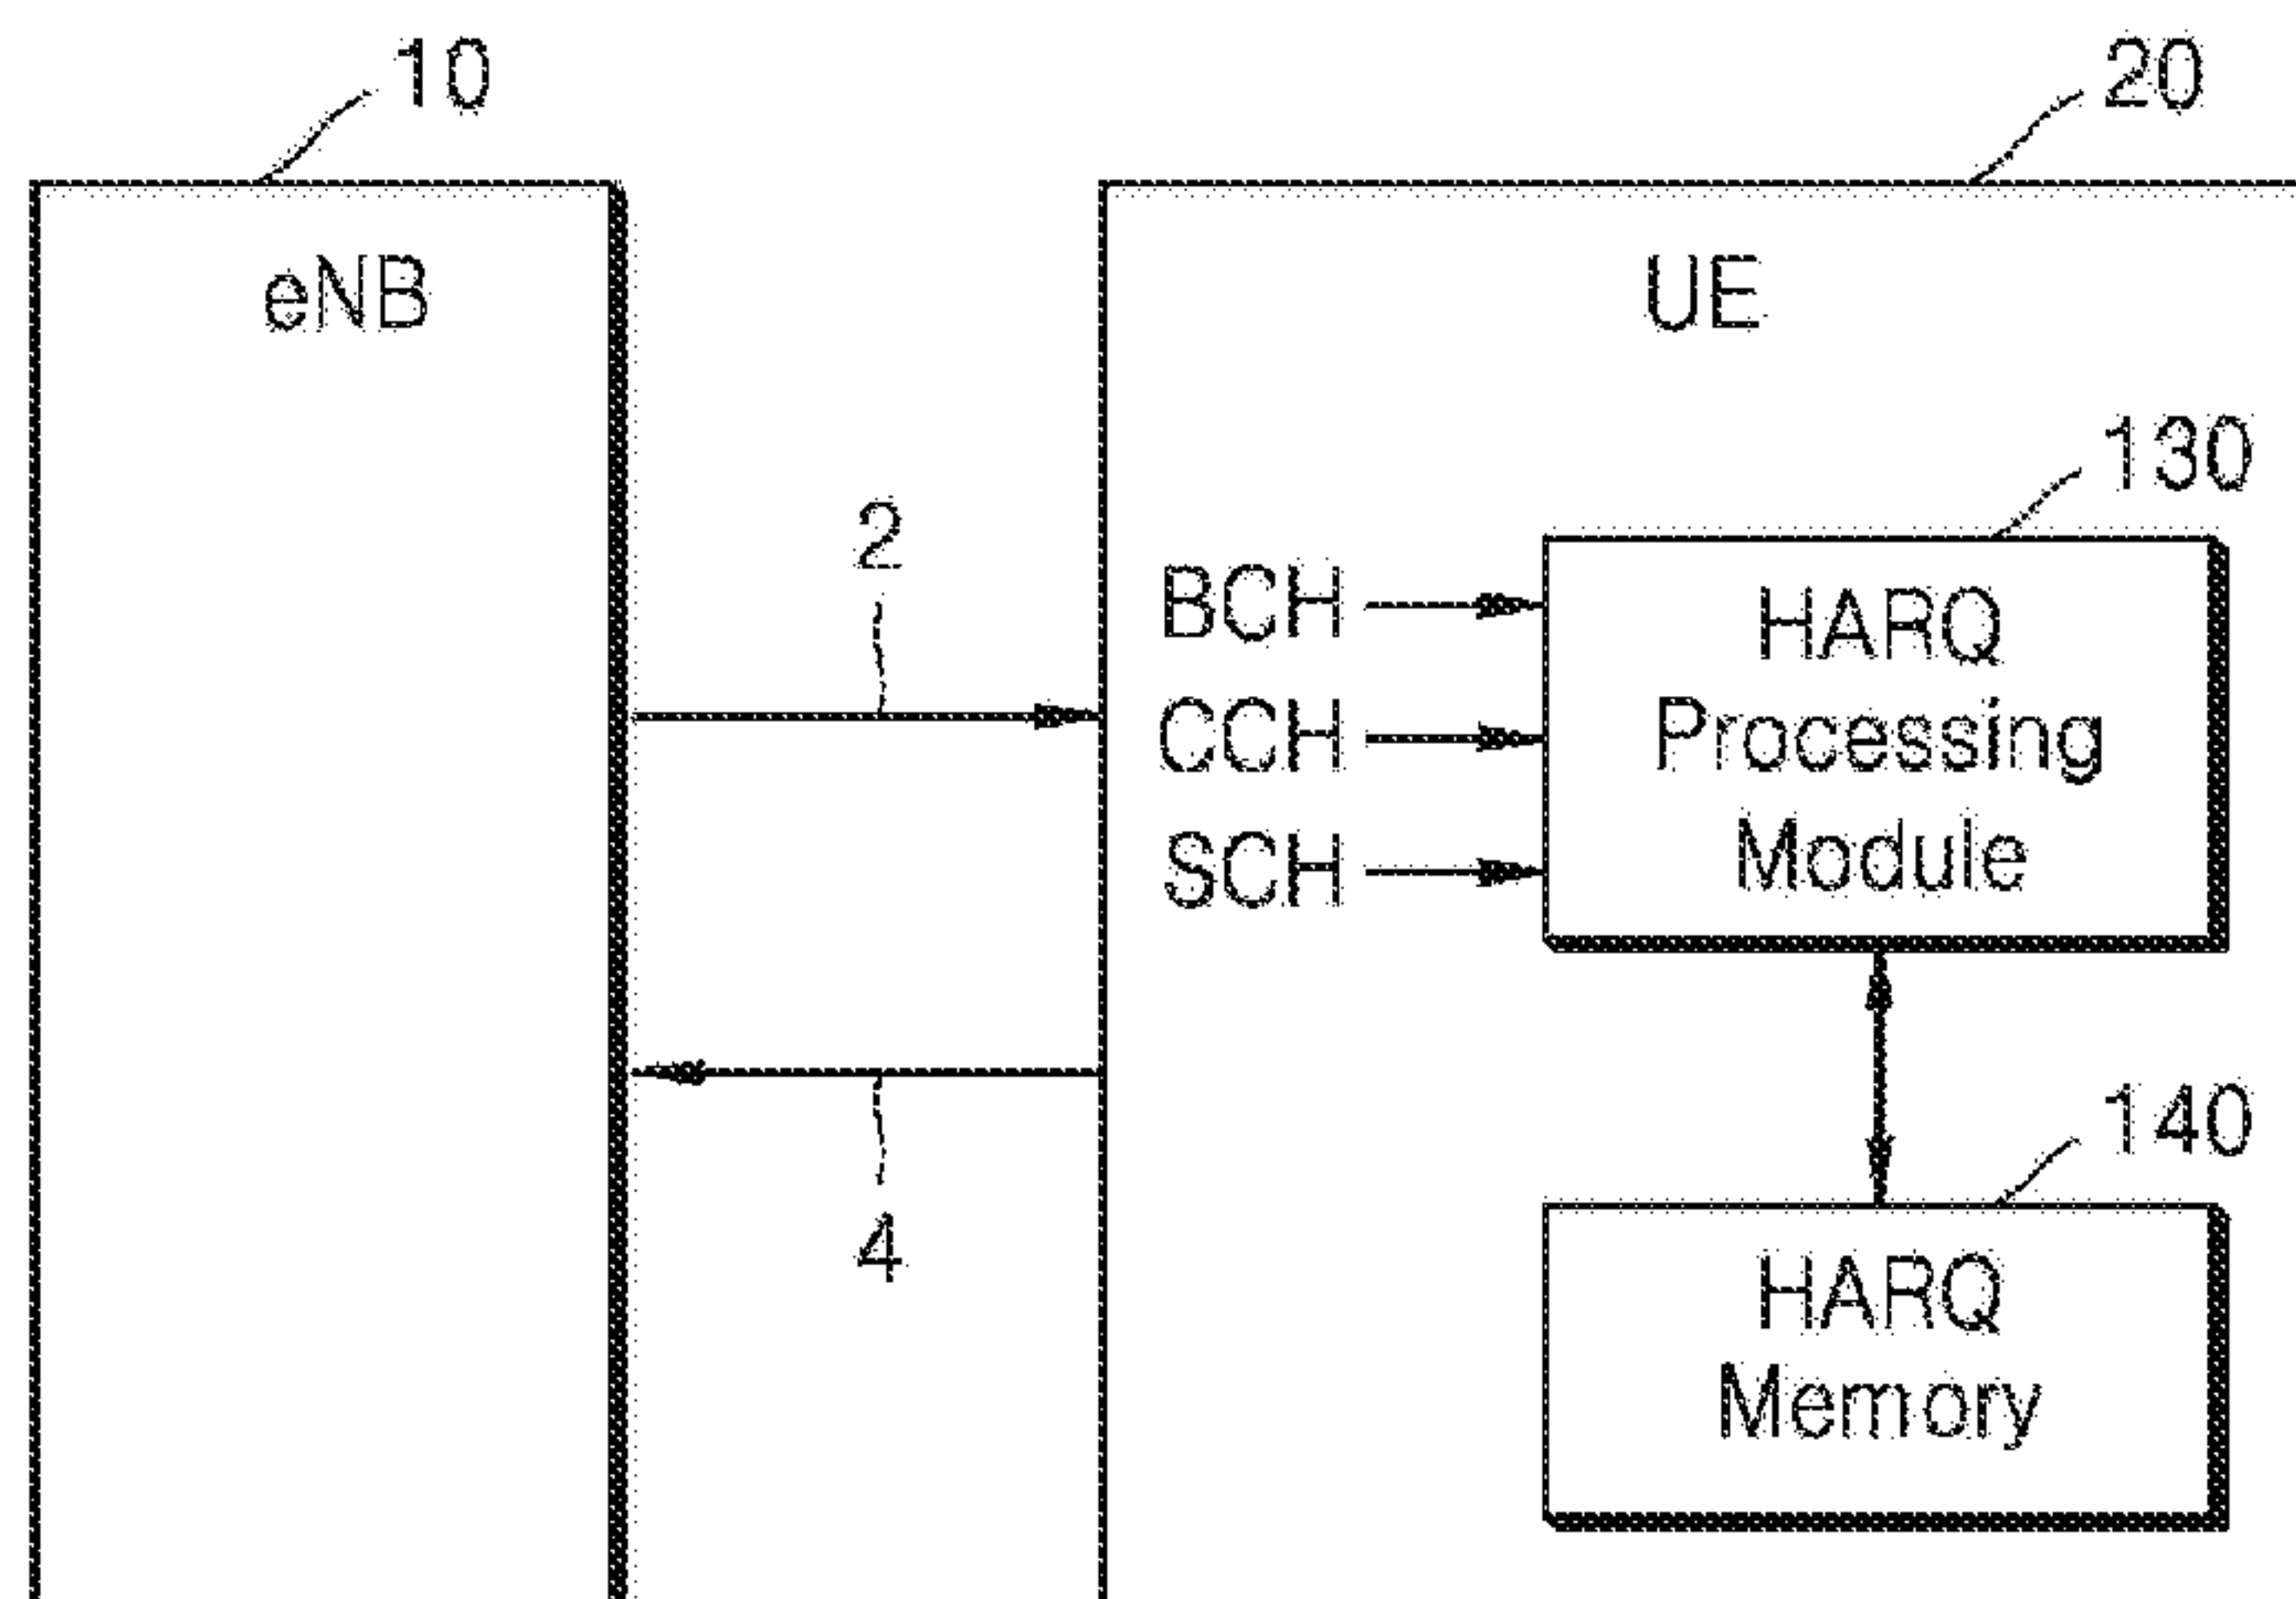 10
20
eNB
UE
130
2
BCH
HARQ
CCH
Processing
SCH
Module
140
4
HARQ
Memory